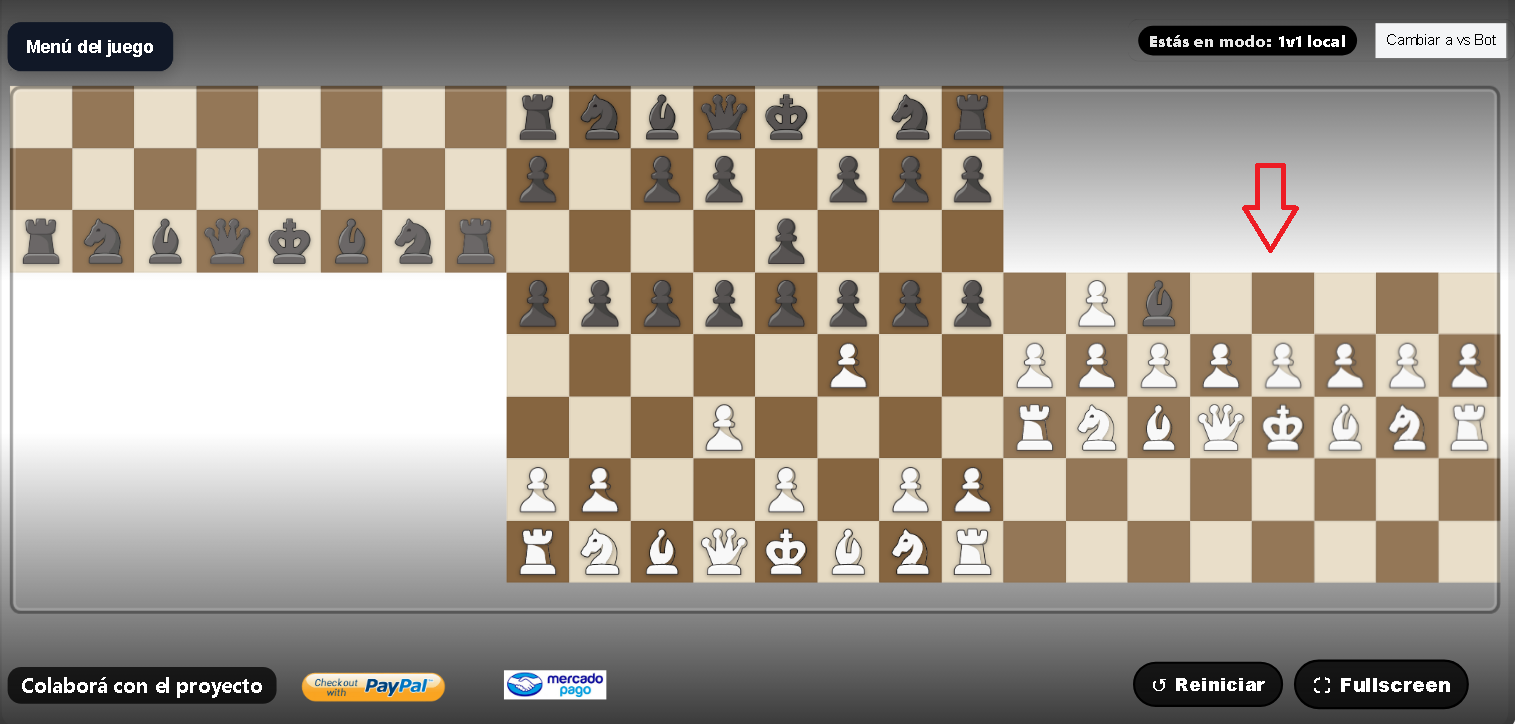 Menú del juego
Estás en modo: 1v1 local
Cambiar a vs Bot
Colaborá con el proyecto
Checkout
with
PayPal
mercado
pago
↺ Reiniciar
⛶ Fullscreen